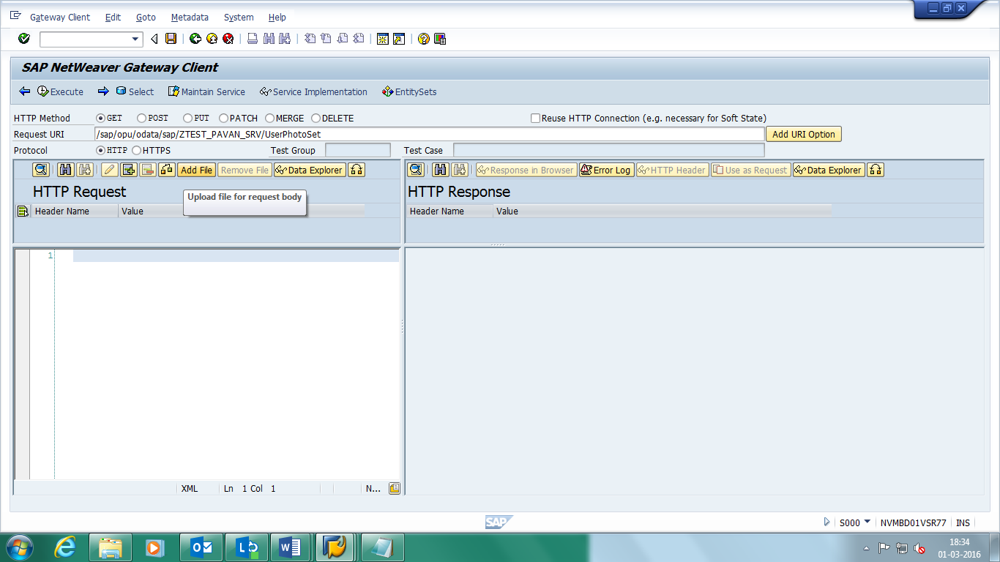 Gateway Client Edit Goto Metadata System Help
SAP NetWeaver Gateway Client
Execute Select Maintain Service Service Implementation EntitySets
HTTP Method GET POST PUT PATCH MERGE DELETE Reuse HTTP Connection (e.g. necessary for Soft State)
Request URI /sap/opu/odata/sap/ZTEST_PAVAN_SRV/UserPhotoSet Add URI Option
Protocol HTTP HTTPS Test Group Test Case
Add File Remove File Data Explorer Response in Browser Error Log HTTP Header Use as Request Data Explorer
HTTP Request HTTP Response
Upload file for request body
Header Name Value Header Name Value
1
XML Ln 1 Col 1 N...
SAP S000 NVMBD01VSR77 INS
18:34
01-03-2016